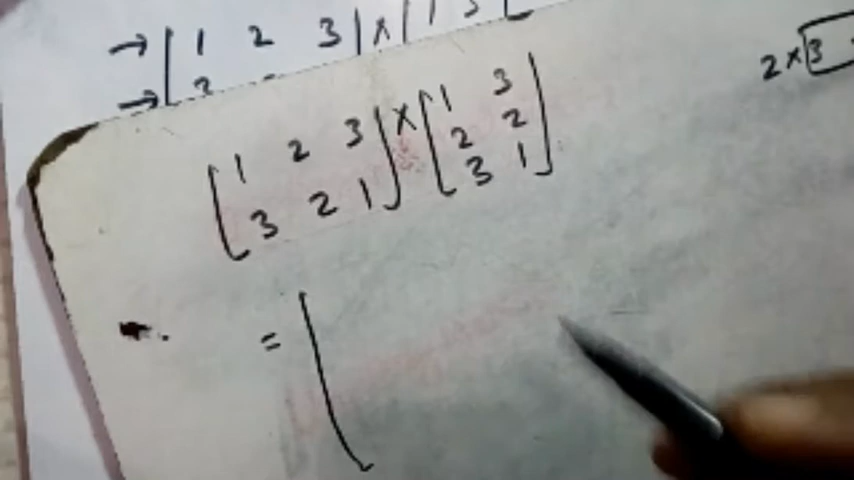 → [ 1 2 3 ] × [ 1 3
→
2 × 3
[ 1 2 3 ] × [ 1 3 ]
[ 3 2 1 ] [ 2 2 ]
[ 3 1 ]
= [